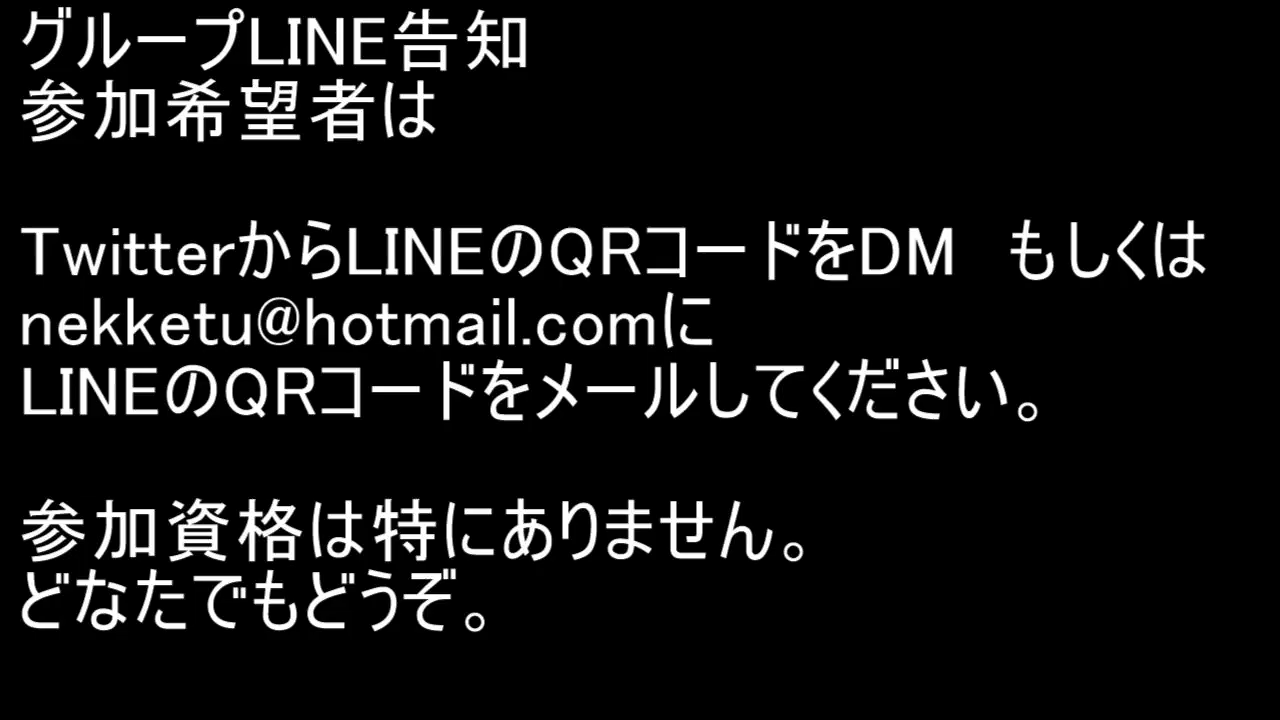 グループLINE告知
参加希望者は
TwitterからLINEのQRコードをDM　もしくは
nekketu@hotmail.comに
LINEのQRコードをメールしてください。
参加資格は特にありません。
どなたでもどうぞ。